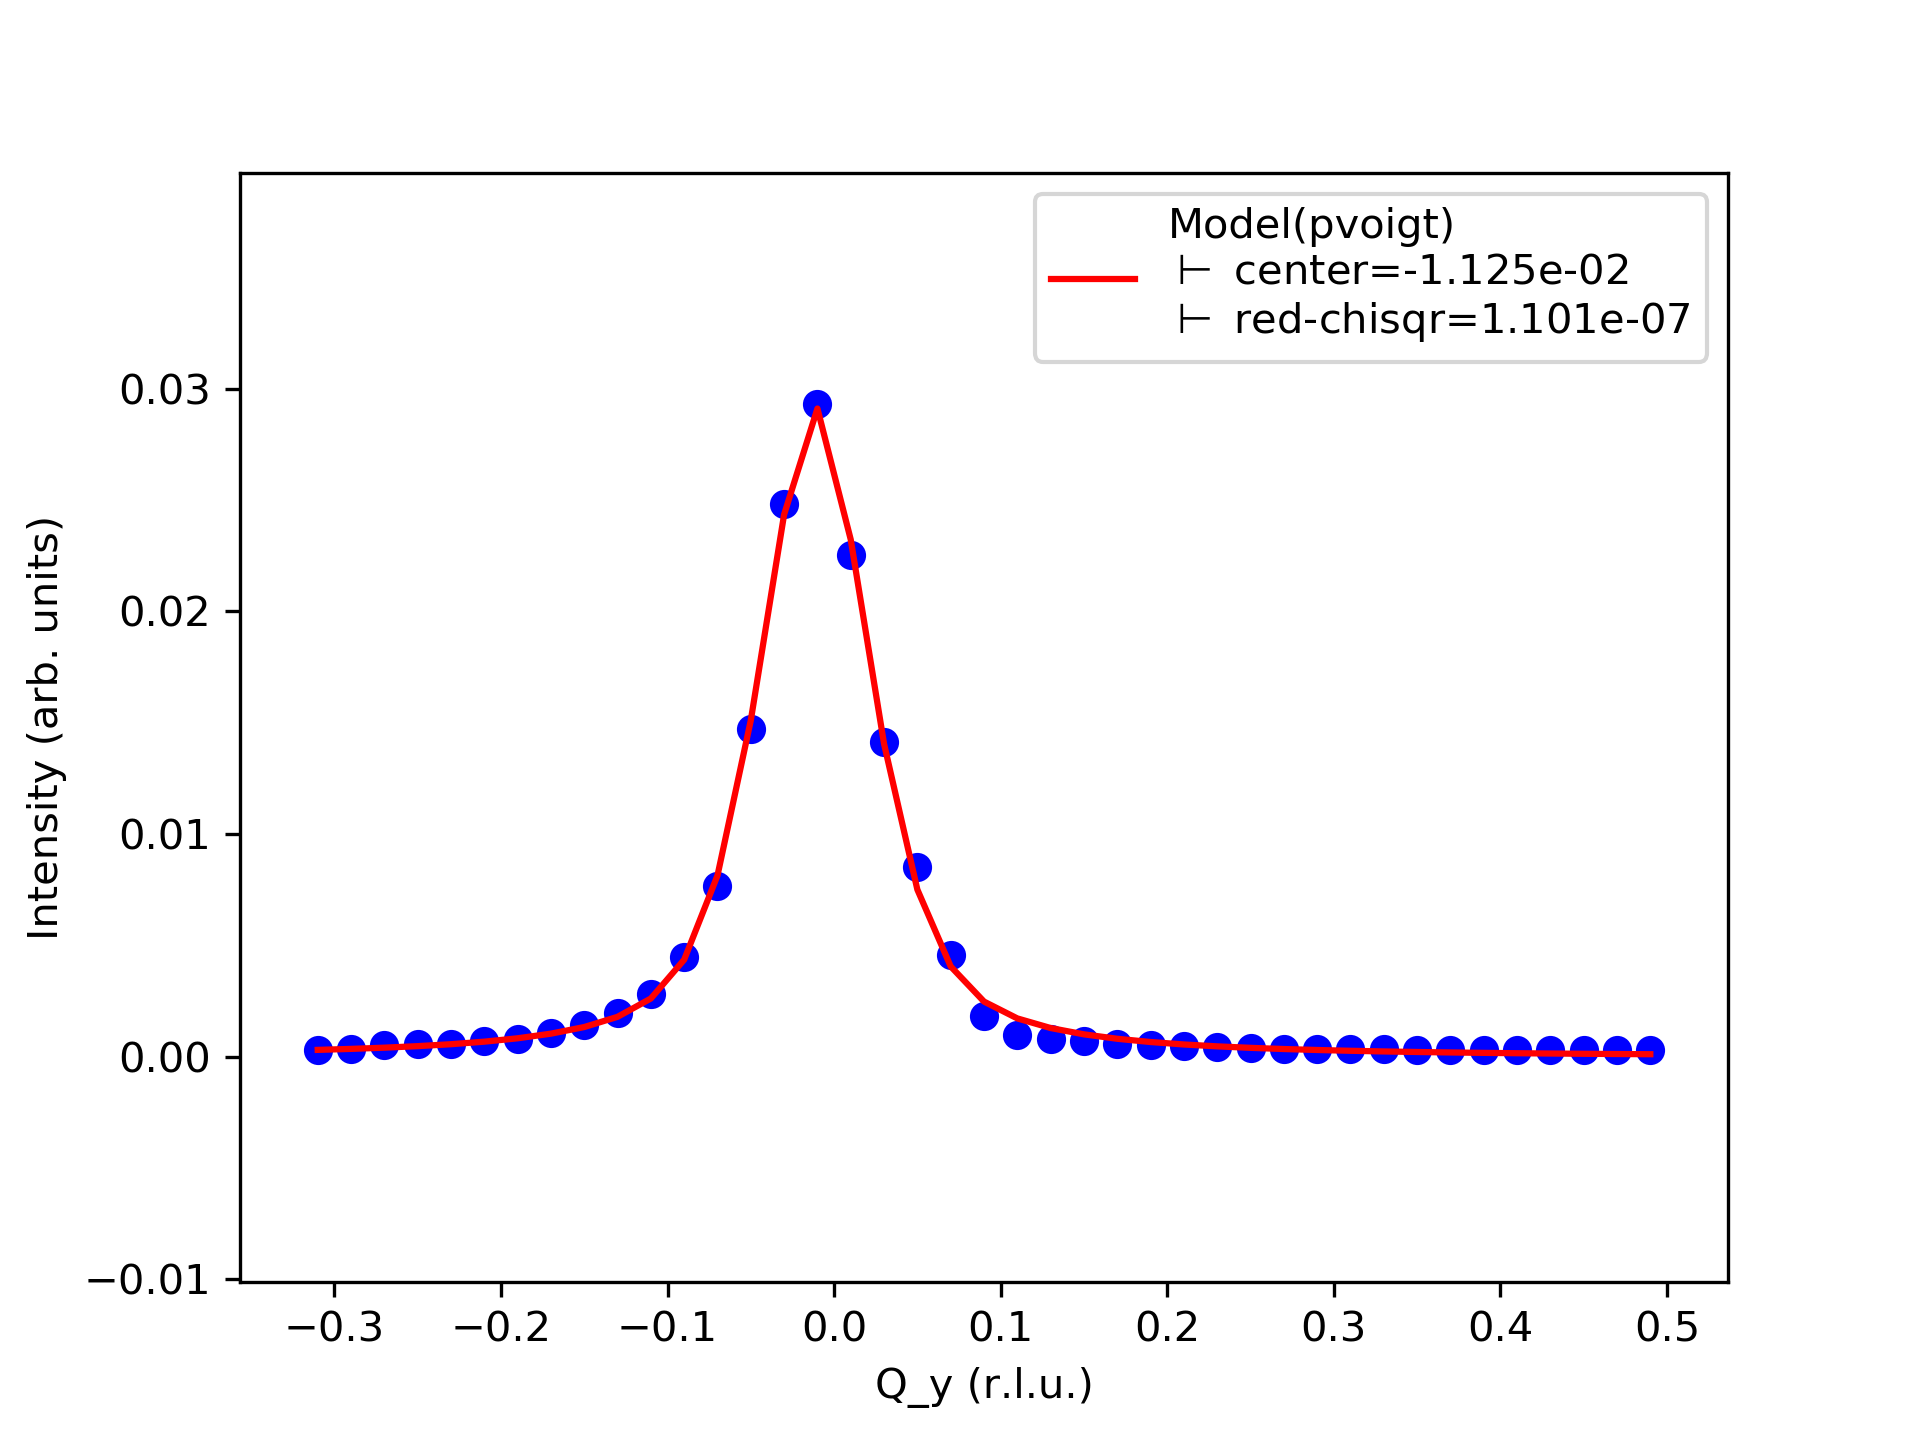 Model(pvoigt)
⊢ center=-1.125e-02
⊢ red-chisqr=1.101e-07
0.03
0.02
0.01
0.00
−0.01
Intensity (arb. units)
−0.3 −0.2 −0.1 0.0 0.1 0.2 0.3 0.4 0.5
Q_y (r.l.u.)